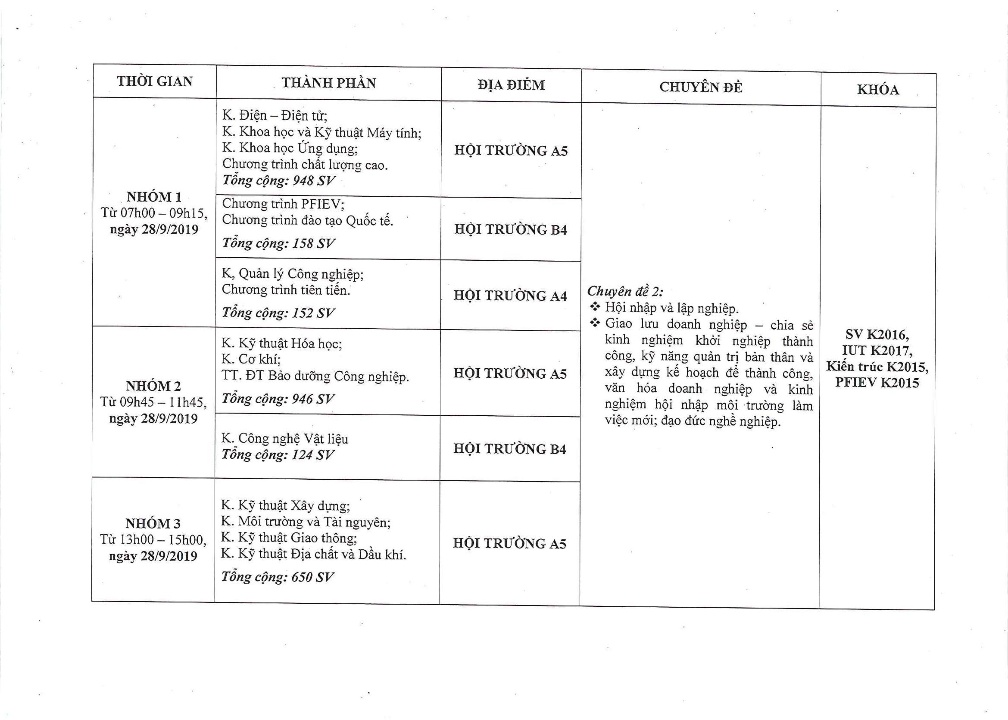 THỜI GIAN
THÀNH PHẦN
ĐỊA ĐIỂM
CHUYÊN ĐỀ
KHÓA
NHÓM 1
Từ 07h00 – 09h15,
ngày 28/9/2019
K. Điện – Điện tử;
K. Khoa học và Kỹ thuật Máy tính;
K. Khoa học Ứng dụng;
Chương trình chất lượng cao.
Tổng cộng: 948 SV
HỘI TRƯỜNG A5
Chương trình PFIEV;
Chương trình đào tạo Quốc tế.
Tổng cộng: 158 SV
HỘI TRƯỜNG B4
K, Quản lý Công nghiệp;
Chương trình tiên tiến.
Tổng cộng: 152 SV
HỘI TRƯỜNG A4
NHÓM 2
Từ 09h45 – 11h45,
ngày 28/9/2019
K. Kỹ thuật Hóa học;
K. Cơ khí;
TT. ĐT Bảo dưỡng Công nghiệp.
Tổng cộng: 946 SV
HỘI TRƯỜNG A5
K. Công nghệ Vật liệu
Tổng cộng: 124 SV
HỘI TRƯỜNG B4
NHÓM 3
Từ 13h00 – 15h00,
ngày 28/9/2019
K. Kỹ thuật Xây dựng;
K. Môi trường và Tài nguyên;
K. Kỹ thuật Giao thông;
K. Kỹ thuật Địa chất và Dầu khí.
Tổng cộng: 650 SV
HỘI TRƯỜNG A5
Chuyên đề 2:
❖ Hội nhập và lập nghiệp.
❖ Giao lưu doanh nghiệp – chia sẻ
kinh nghiệm khởi nghiệp thành
công, kỹ năng quản trị bản thân và
xây dựng kế hoạch để thành công,
văn hóa doanh nghiệp và kinh
nghiệm hội nhập môi trường làm
việc mới; đạo đức nghề nghiệp.
SV K2016,
IUT K2017,
Kiến trúc K2015,
PFIEV K2015